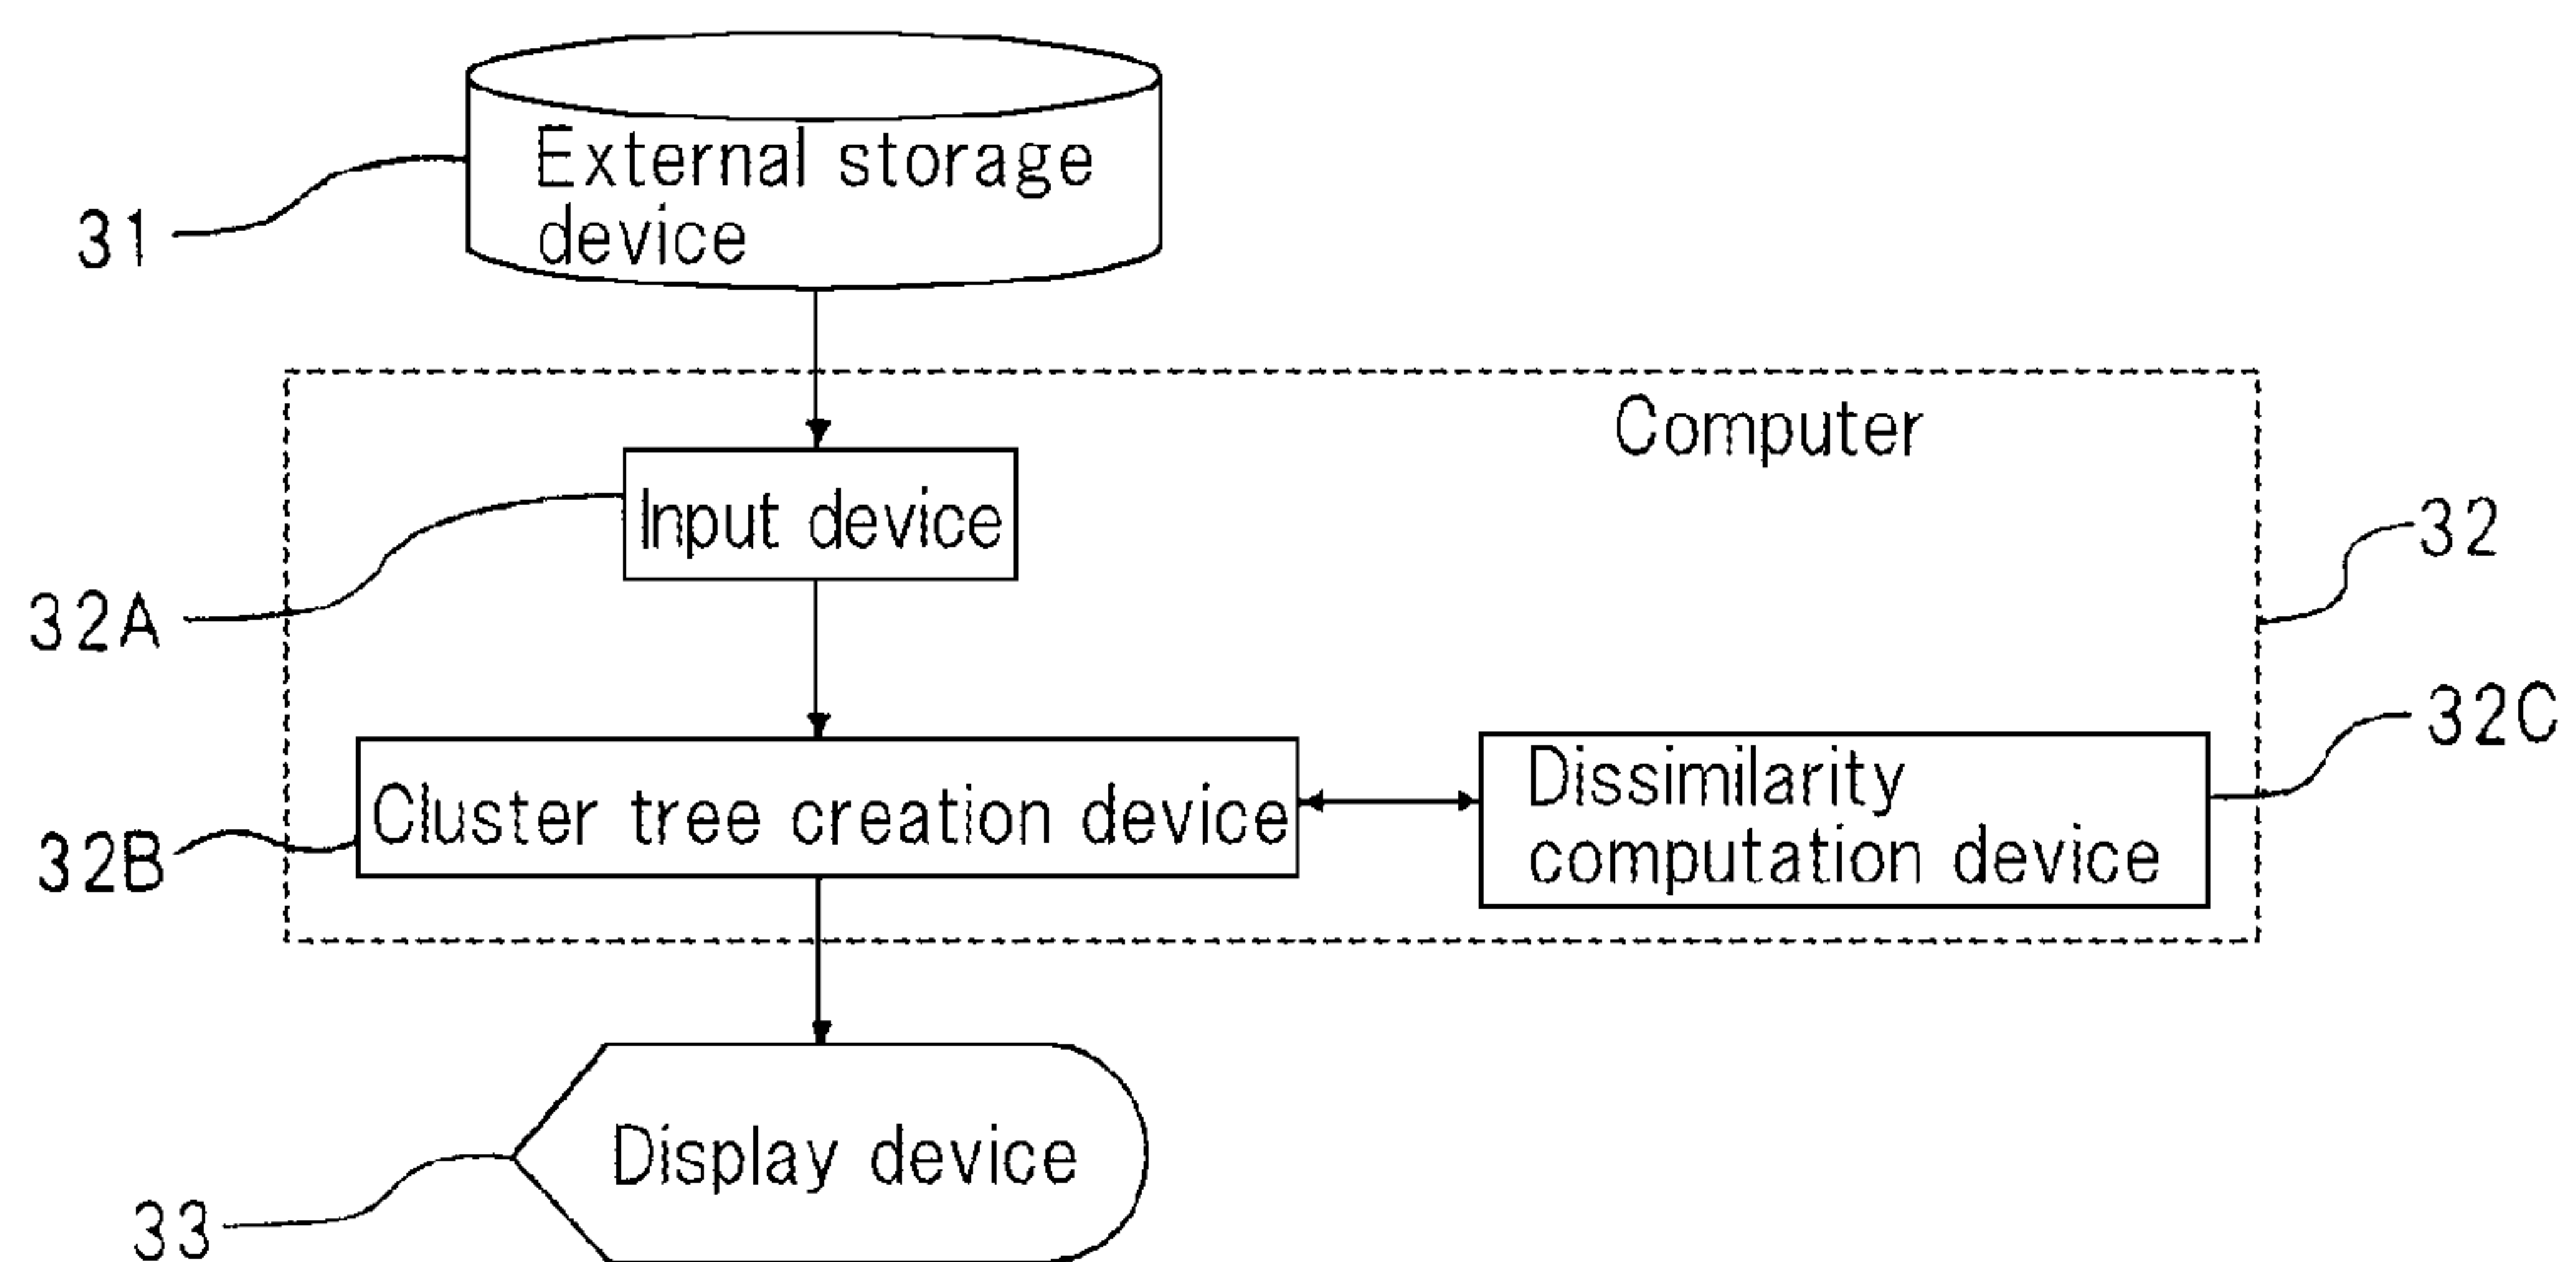 External storage
device
31
Computer
Input device
32
32A
Dissimilarity
computation device
32C
Cluster tree creation device
32B
Display device
33